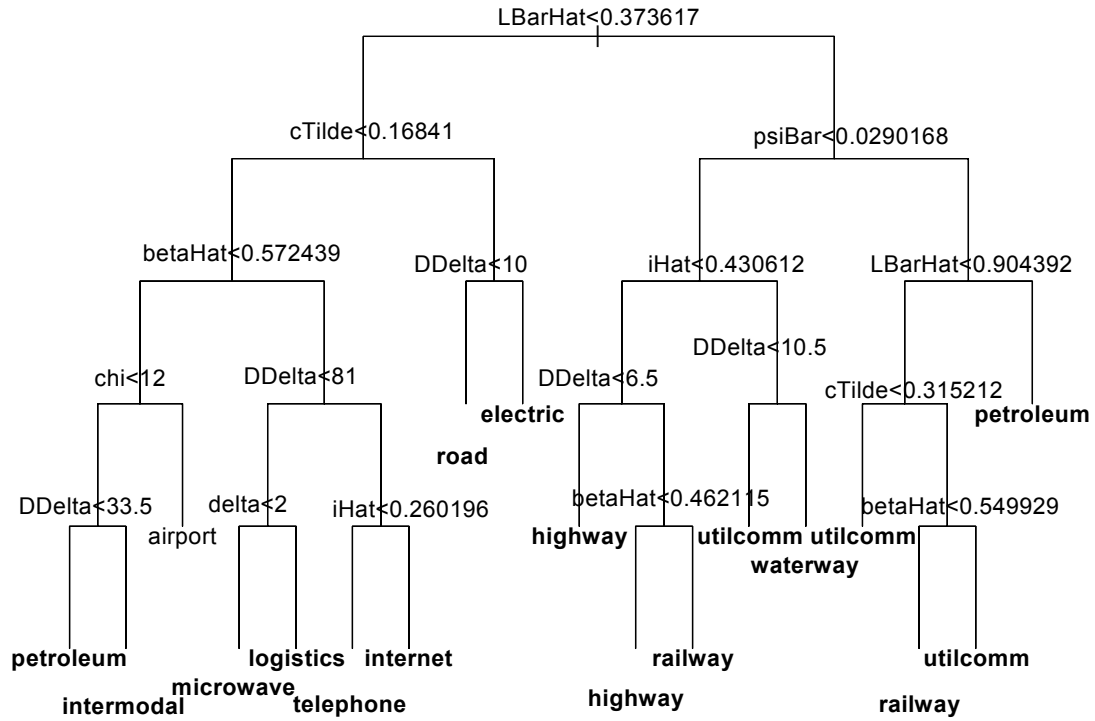 LBarHat<0.373617
cTilde<0.16841
psiBar<0.0290168
betaHat<0.572439
DDelta<10
iHat<0.430612
LBarHat<0.904392
DDelta<10.5
chi<12
DDelta<81
DDelta<6.5
cTilde<0.315212
electric
petroleum
road
DDelta<33.5
delta<2
iHat<0.260196
betaHat<0.462115
betaHat<0.549929
airport
highway
utilcomm
utilcomm
waterway
petroleum
logistics
internet
railway
utilcomm
microwave
intermodal
telephone
highway
railway